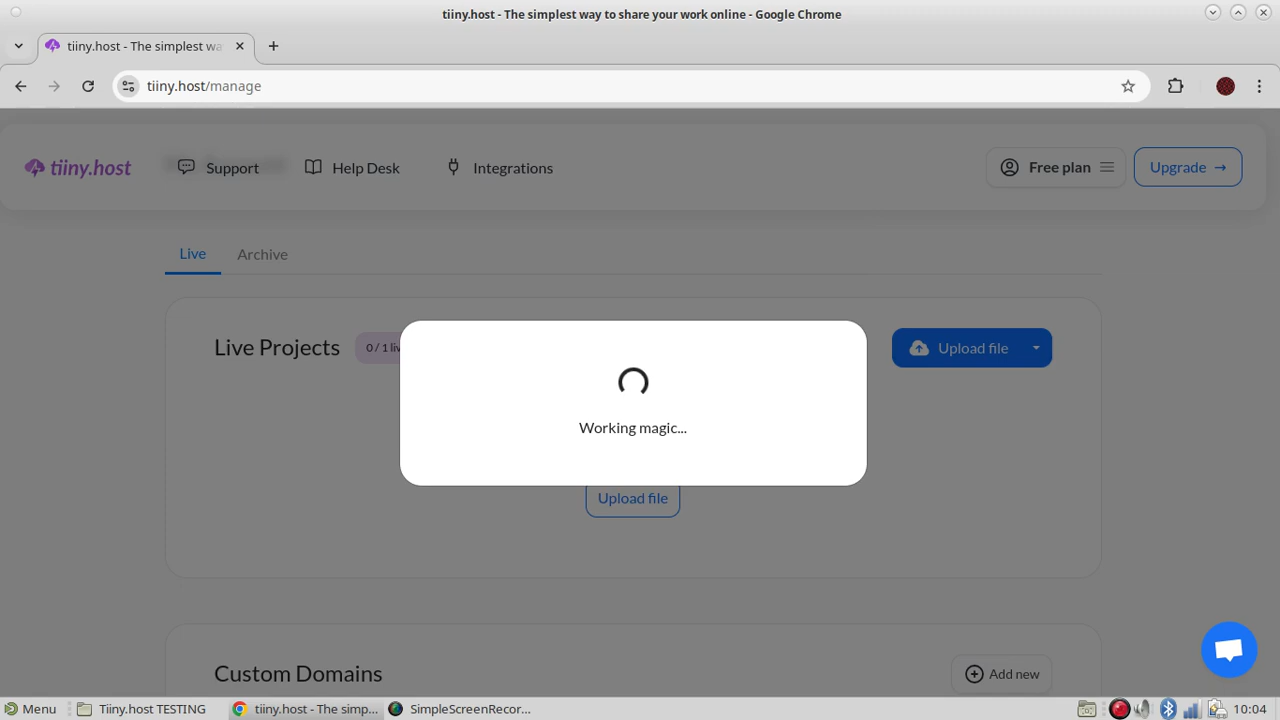 tiiny.host - The simplest way to share your work online - Google Chrome
tiiny.host - The simplest wa
tiiny.host/manage
tiiny.host
Support
Help Desk
Integrations
Free plan
Upgrade →
Live
Archive
Live Projects
0 / 1 liv
Upload file
Working magic...
Upload file
Custom Domains
Add new
Menu
Tiiny.host TESTING
tiiny.host - The simp...
SimpleScreenRecor...
10:04